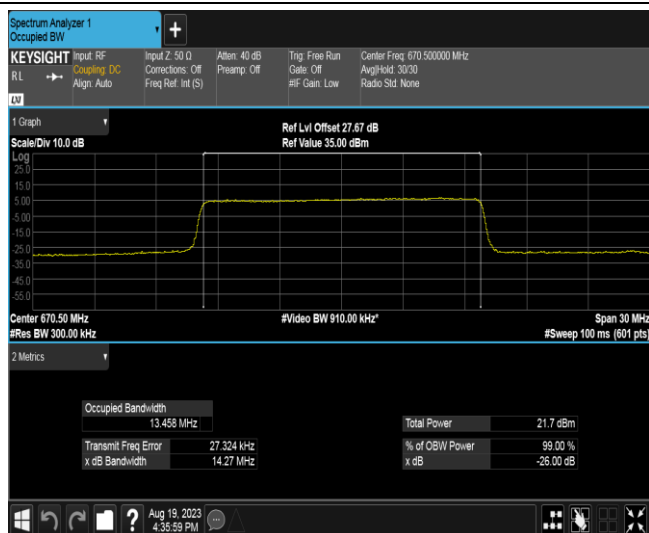 Spectrum Analyzer 1
Occupied BW
+
KEYSIGHT Input: RF Input Z: 50 Ω Atten: 40 dB Trig: Free Run Center Freq: 670.500000 MHz
RL Coupling: DC Corrections: Off Preamp: Off Gate: Off Avg|Hold: 30/30
Align: Auto Freq Ref: Int (S) #IF Gain: Low Radio Std: None
LXI
1 Graph
Ref Lvl Offset 27.67 dB
Scale/Div 10.0 dB Ref Value 35.00 dBm
Log
25.0
15.0
5.00
-5.00
-15.0
-25.0
-35.0
-45.0
-55.0
Center 670.50 MHz #Video BW 910.00 kHz* Span 30 MHz
#Res BW 300.00 kHz #Sweep 100 ms (601 pts)
2 Metrics
Occupied Bandwidth
13.458 MHz Total Power 21.7 dBm
Transmit Freq Error 27.324 kHz % of OBW Power 99.00 %
x dB Bandwidth 14.27 MHz x dB -26.00 dB
? Aug 19, 2023
4:35:59 PM